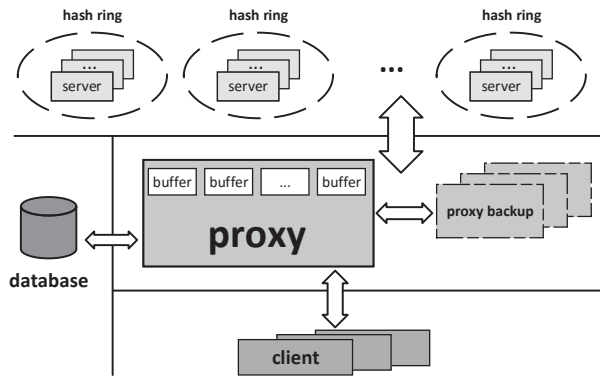 hash ring
hash ring
hash ring
...
...
...
server
server
...
server
buffer
buffer
...
buffer
proxy
proxy backup
database
client